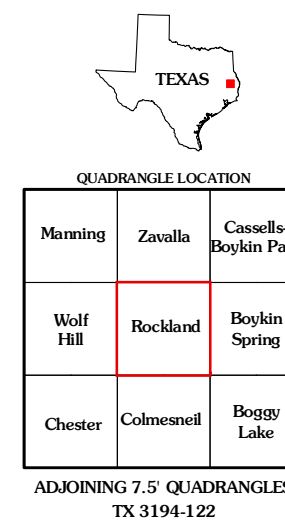 TEXAS
QUADRANGLE LOCATION
Manning
Zavalla
Cassells-
Boykin Pa
Wolf
Hill
Rockland
Boykin
Spring
Chester
Colmesneil
Boggy
Lake
ADJOINING 7.5' QUADRANGLES
TX 3194-122